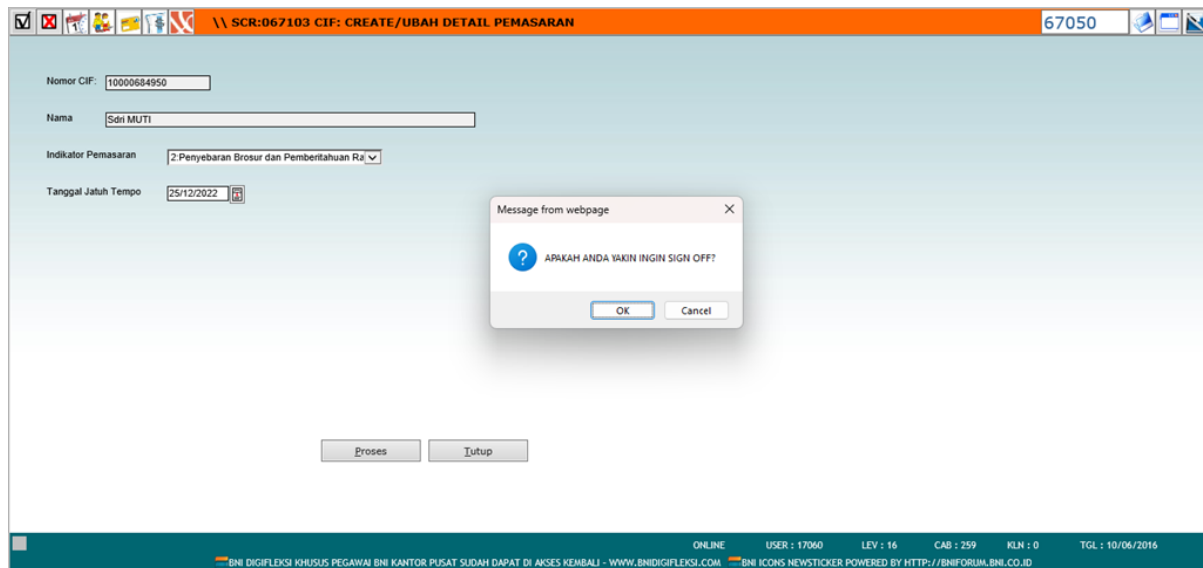 \\ SCR:067103 CIF: CREATE/UBAH DETAIL PEMASARAN
67050
Nomor CIF: 10000684950
Nama Sdri MUTI
Indikator Pemasaran 2:Penyebaran Brosur dan Pemberitahuan Ra
Tanggal Jatuh Tempo 25/12/2022
Message from webpage
APAKAH ANDA YAKIN INGIN SIGN OFF?
OK Cancel
Proses Tutup
ONLINE USER : 17060 LEV : 16 CAB : 259 KLN : 0 TGL : 10/06/2016
BNI DIGIFLEKSI KHUSUS PEGAWAI BNI KANTOR PUSAT SUDAH DAPAT DI AKSES KEMBALI - WWW.BNIDIGIFLEKSI.COM BNI ICONS NEWSTICKER POWERED BY HTTP://BNIFORUM.BNI.CO.ID